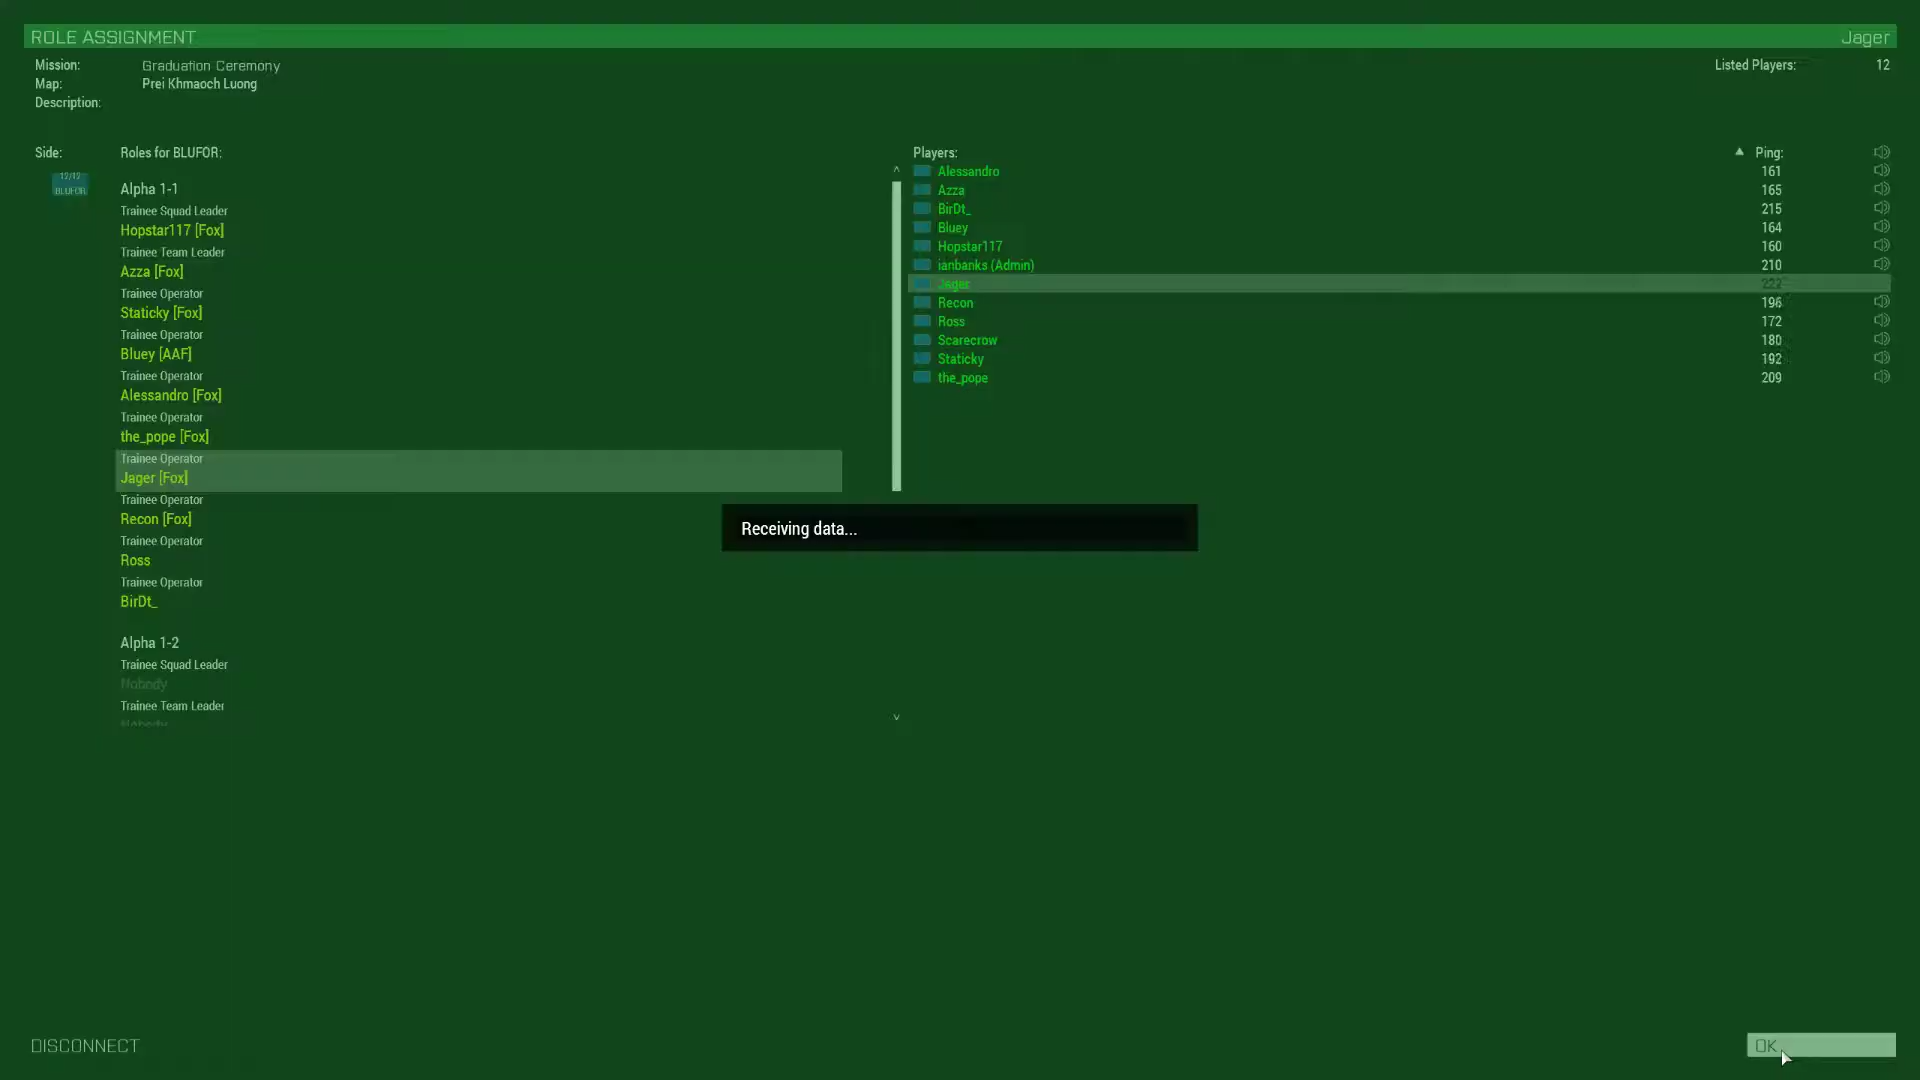 ROLE ASSIGNMENT
Jager
Mission: Graduation Ceremony
Listed Players: 12
Map: Prei Khmaoch Luong
Description:
Side:
12/12
BLUFOR
Roles for BLUFOR:
Alpha 1-1
Trainee Squad Leader
Hopstar117 [Fox]
Trainee Team Leader
Azza [Fox]
Trainee Operator
Staticky [Fox]
Trainee Operator
Bluey [AAF]
Trainee Operator
Alessandro [Fox]
Trainee Operator
the_pope [Fox]
Trainee Operator
Jager [Fox]
Trainee Operator
Recon [Fox]
Trainee Operator
Ross
Trainee Operator
BirDt_
Alpha 1-2
Trainee Squad Leader
Nobody
Trainee Team Leader
Nobody
Players: Ping:
Alessandro 161
Azza 165
BirDt_ 215
Bluey 164
Hopstar117 160
ianbanks (Admin) 210
Jager 222
Recon 196
Ross 172
Scarecrow 180
Staticky 192
the_pope 209
Receiving data...
DISCONNECT
OK